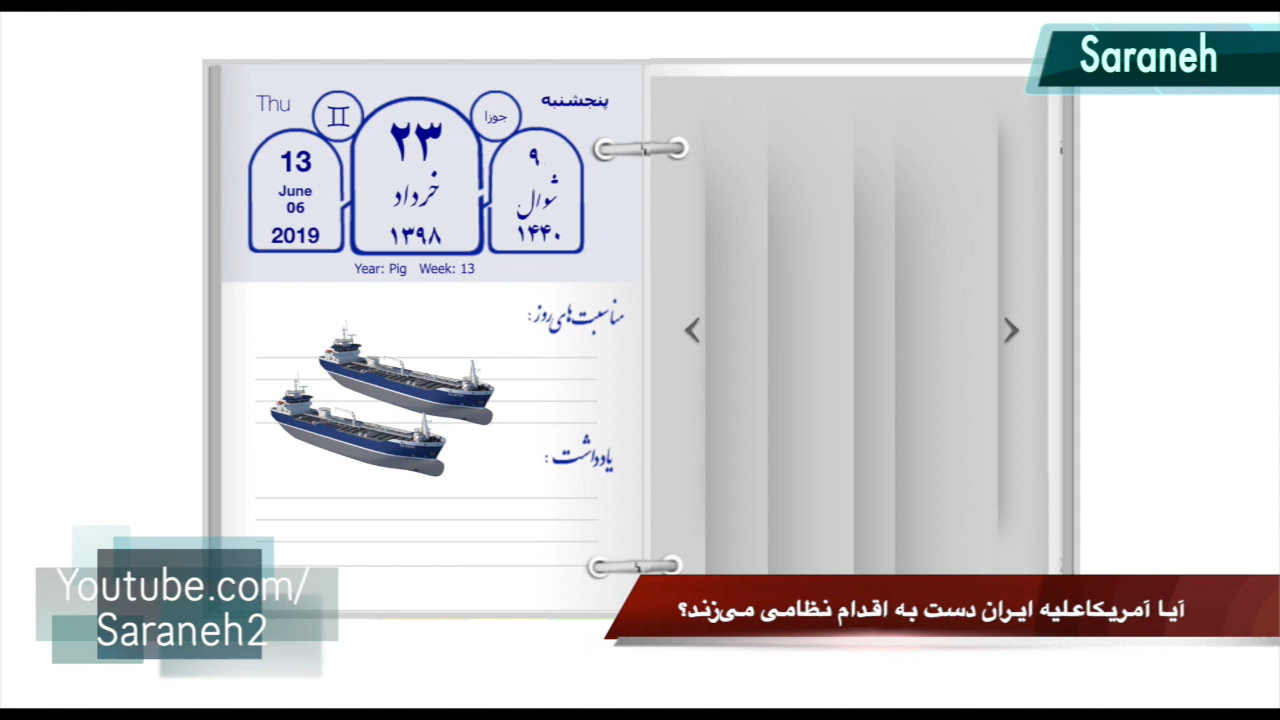 Saraneh
Thu
♊
جوزا
پنجشنبه
13
June
06
2019
۲۳
خرداد
۱۳۹۸
۹
شوال
۱۴۴۰
Year: Pig Week: 13
مناسبت‌های روز :
یادداشت :
Youtube.com/
Saraneh2
آیا آمریکاعلیه ایران دست به اقدام نظامی می‌زند؟